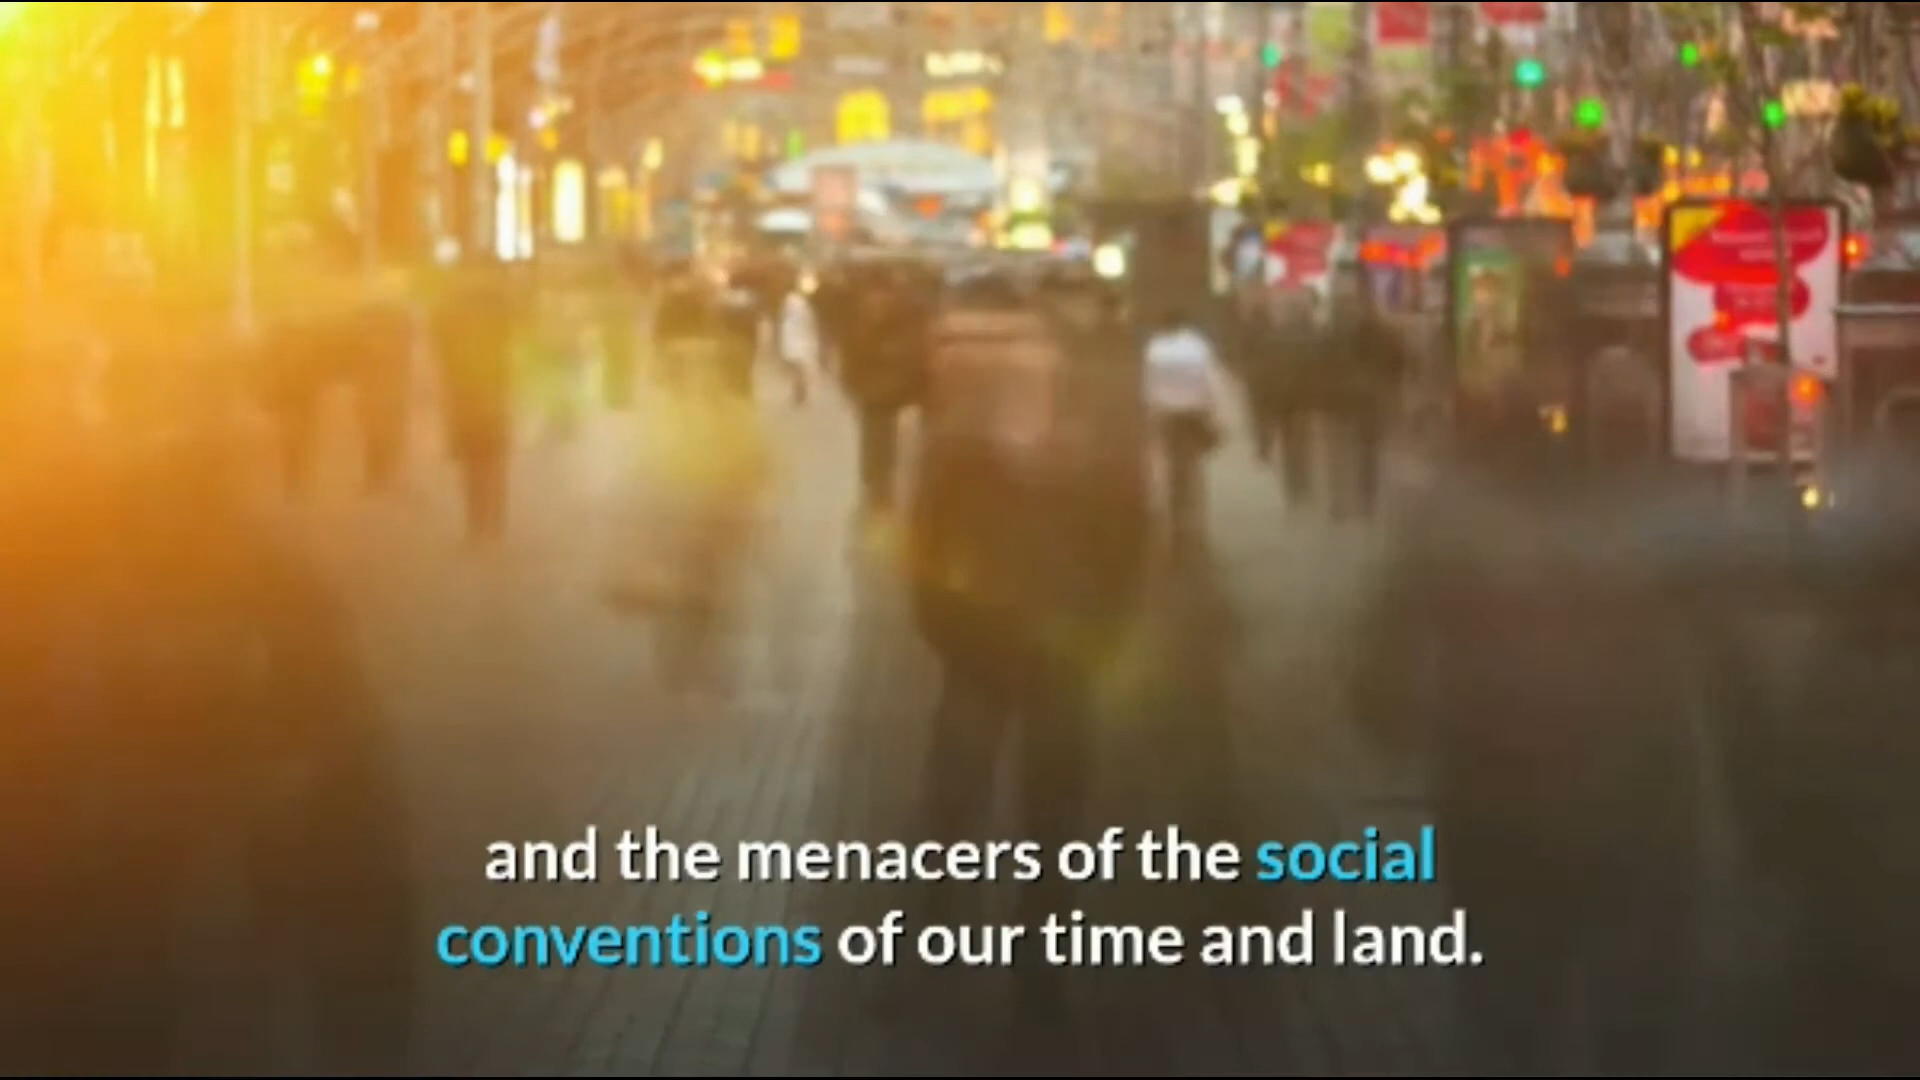 and the menacers of the social
conventions of our time and land.